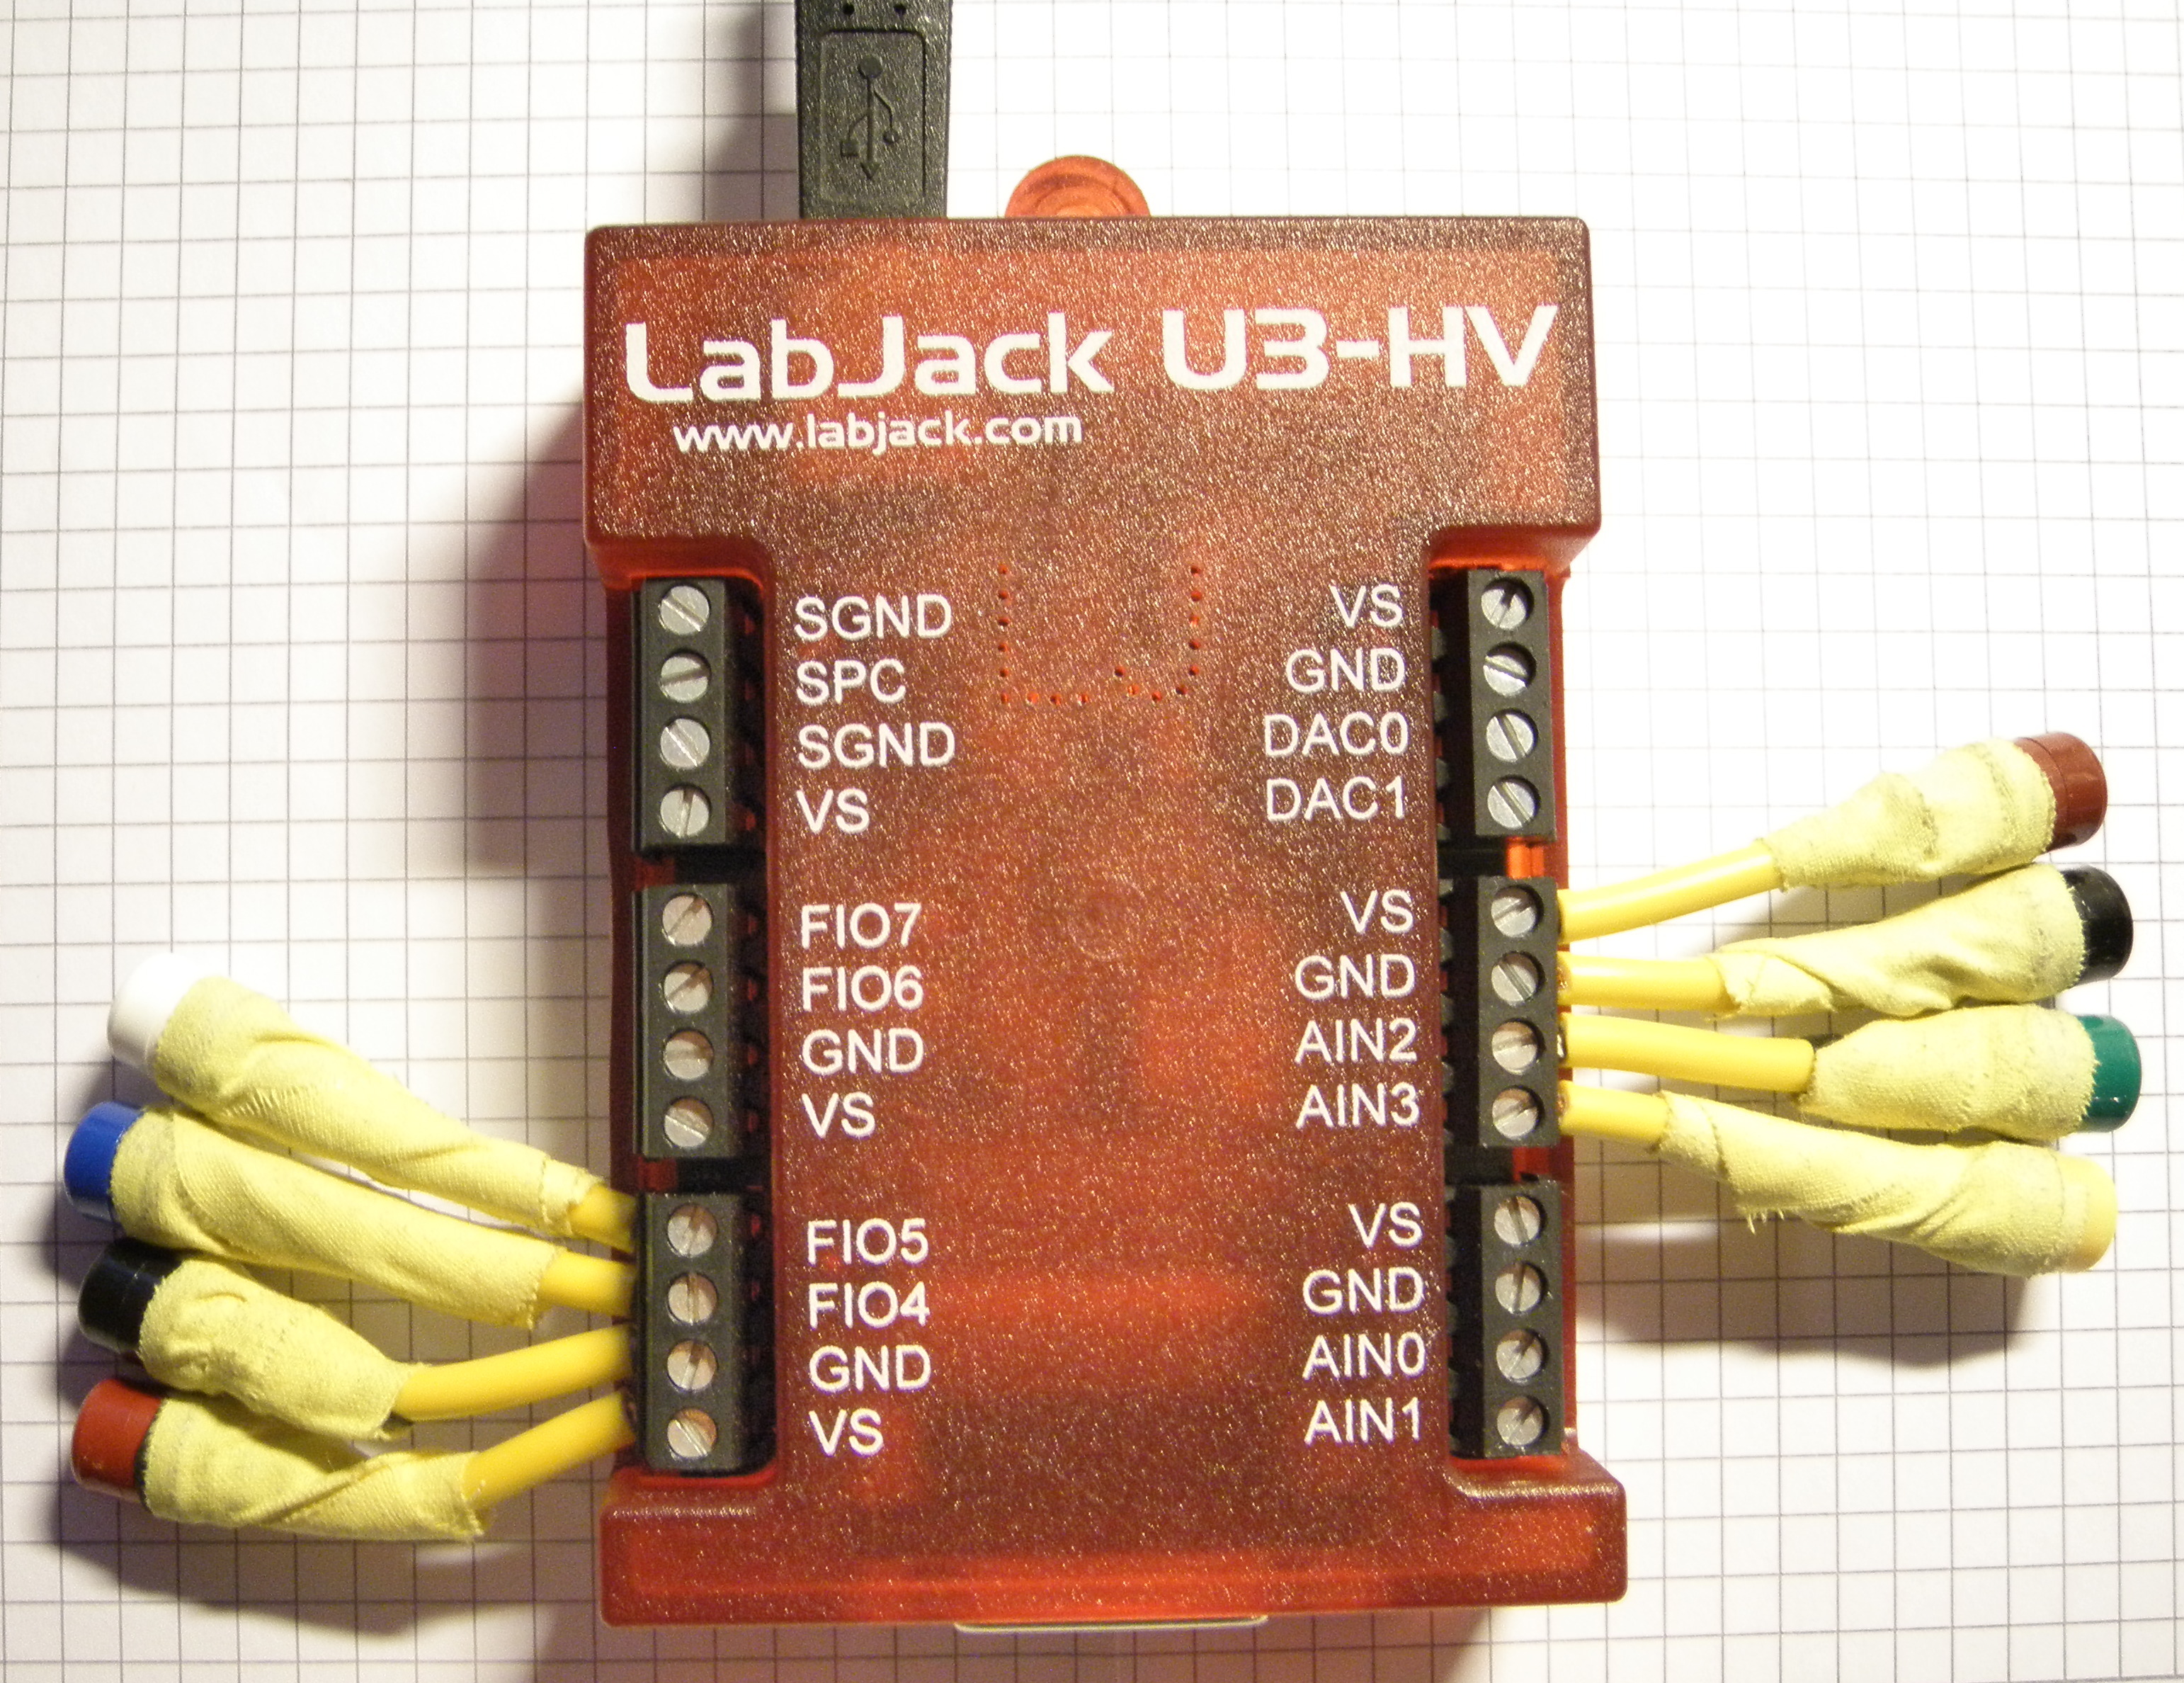 LabJack U3-HV
www.labjack.com
SGND
SPC
SGND
VS
FIO7
FIO6
GND
VS
FIO5
FIO4
GND
VS
VS
GND
DAC0
DAC1
VS
GND
AIN2
AIN3
VS
GND
AIN0
AIN1